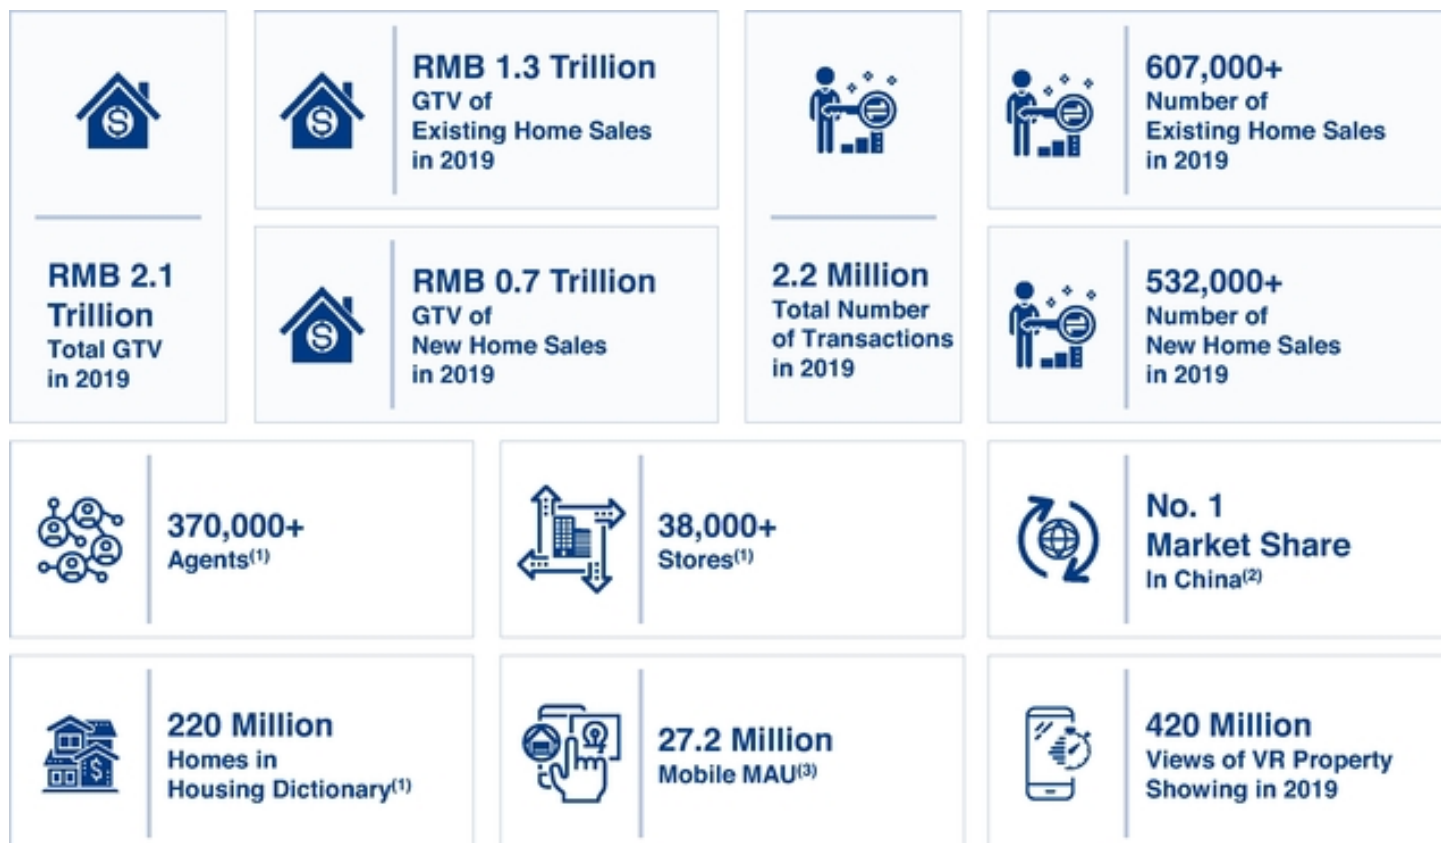 RMB 2.1
Trillion
Total GTV
in 2019
RMB 1.3 Trillion
GTV of
Existing Home Sales
in 2019
RMB 0.7 Trillion
GTV of
New Home Sales
in 2019
2.2 Million
Total Number
of Transactions
in 2019
607,000+
Number of
Existing Home Sales
in 2019
532,000+
Number of
New Home Sales
in 2019
370,000+
Agents(1)
38,000+
Stores(1)
No. 1
Market Share
In China(2)
220 Million
Homes in
Housing Dictionary(1)
27.2 Million
Mobile MAU(3)
420 Million
Views of VR Property
Showing in 2019